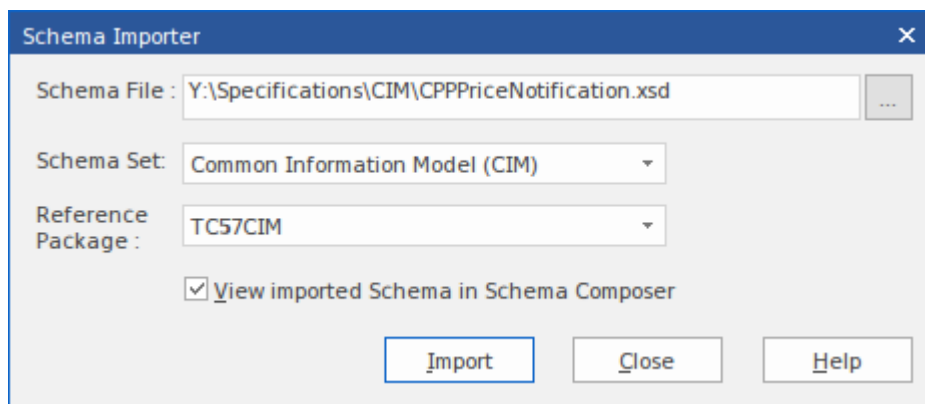 Schema Importer
Schema File : Y:\Specifications\CIM\CPPPriceNotification.xsd ...
Schema Set: Common Information Model (CIM)
Reference
Package : TC57CIM
View imported Schema in Schema Composer
Import Close Help